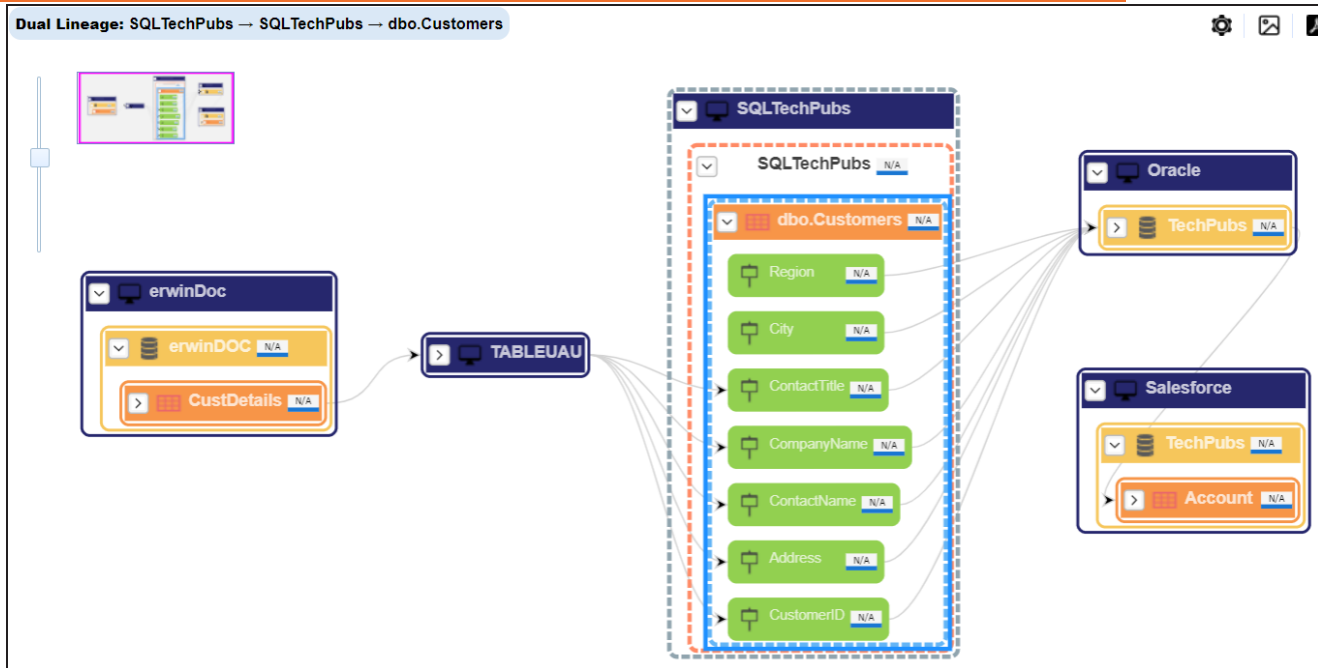 Dual Lineage: SQLTechPubs → SQLTechPubs → dbo.Customers
erwinDoc
erwinDOC N/A
CustDetails N/A
TABLEUAU
SQLTechPubs
SQLTechPubs N/A
dbo.Customers N/A
Region N/A
City N/A
ContactTitle N/A
CompanyName N/A
ContactName N/A
Address N/A
CustomerID N/A
Oracle
TechPubs N/A
Salesforce
TechPubs N/A
Account N/A